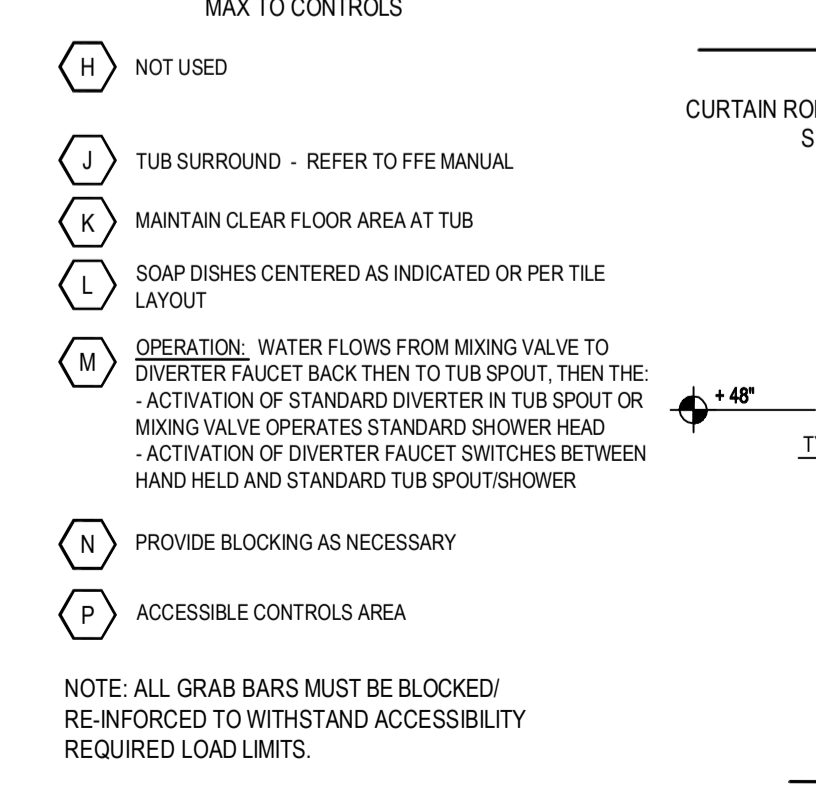 MAX TO CONTROLS
H NOT USED
J TUB SURROUND - REFER TO FFE MANUAL
K MAINTAIN CLEAR FLOOR AREA AT TUB
L SOAP DISHES CENTERED AS INDICATED OR PER TILE
LAYOUT
M OPERATION: WATER FLOWS FROM MIXING VALVE TO
DIVERTER FAUCET BACK THEN TO TUB SPOUT, THEN THE:
- ACTIVATION OF STANDARD DIVERTER IN TUB SPOUT OR
MIXING VALVE OPERATES STANDARD SHOWER HEAD
- ACTIVATION OF DIVERTER FAUCET SWITCHES BETWEEN
HAND HELD AND STANDARD TUB SPOUT/SHOWER
N PROVIDE BLOCKING AS NECESSARY
P ACCESSIBLE CONTROLS AREA
NOTE: ALL GRAB BARS MUST BE BLOCKED/
RE-INFORCED TO WITHSTAND ACCESSIBILITY
REQUIRED LOAD LIMITS.
CURTAIN
S
+ 48"